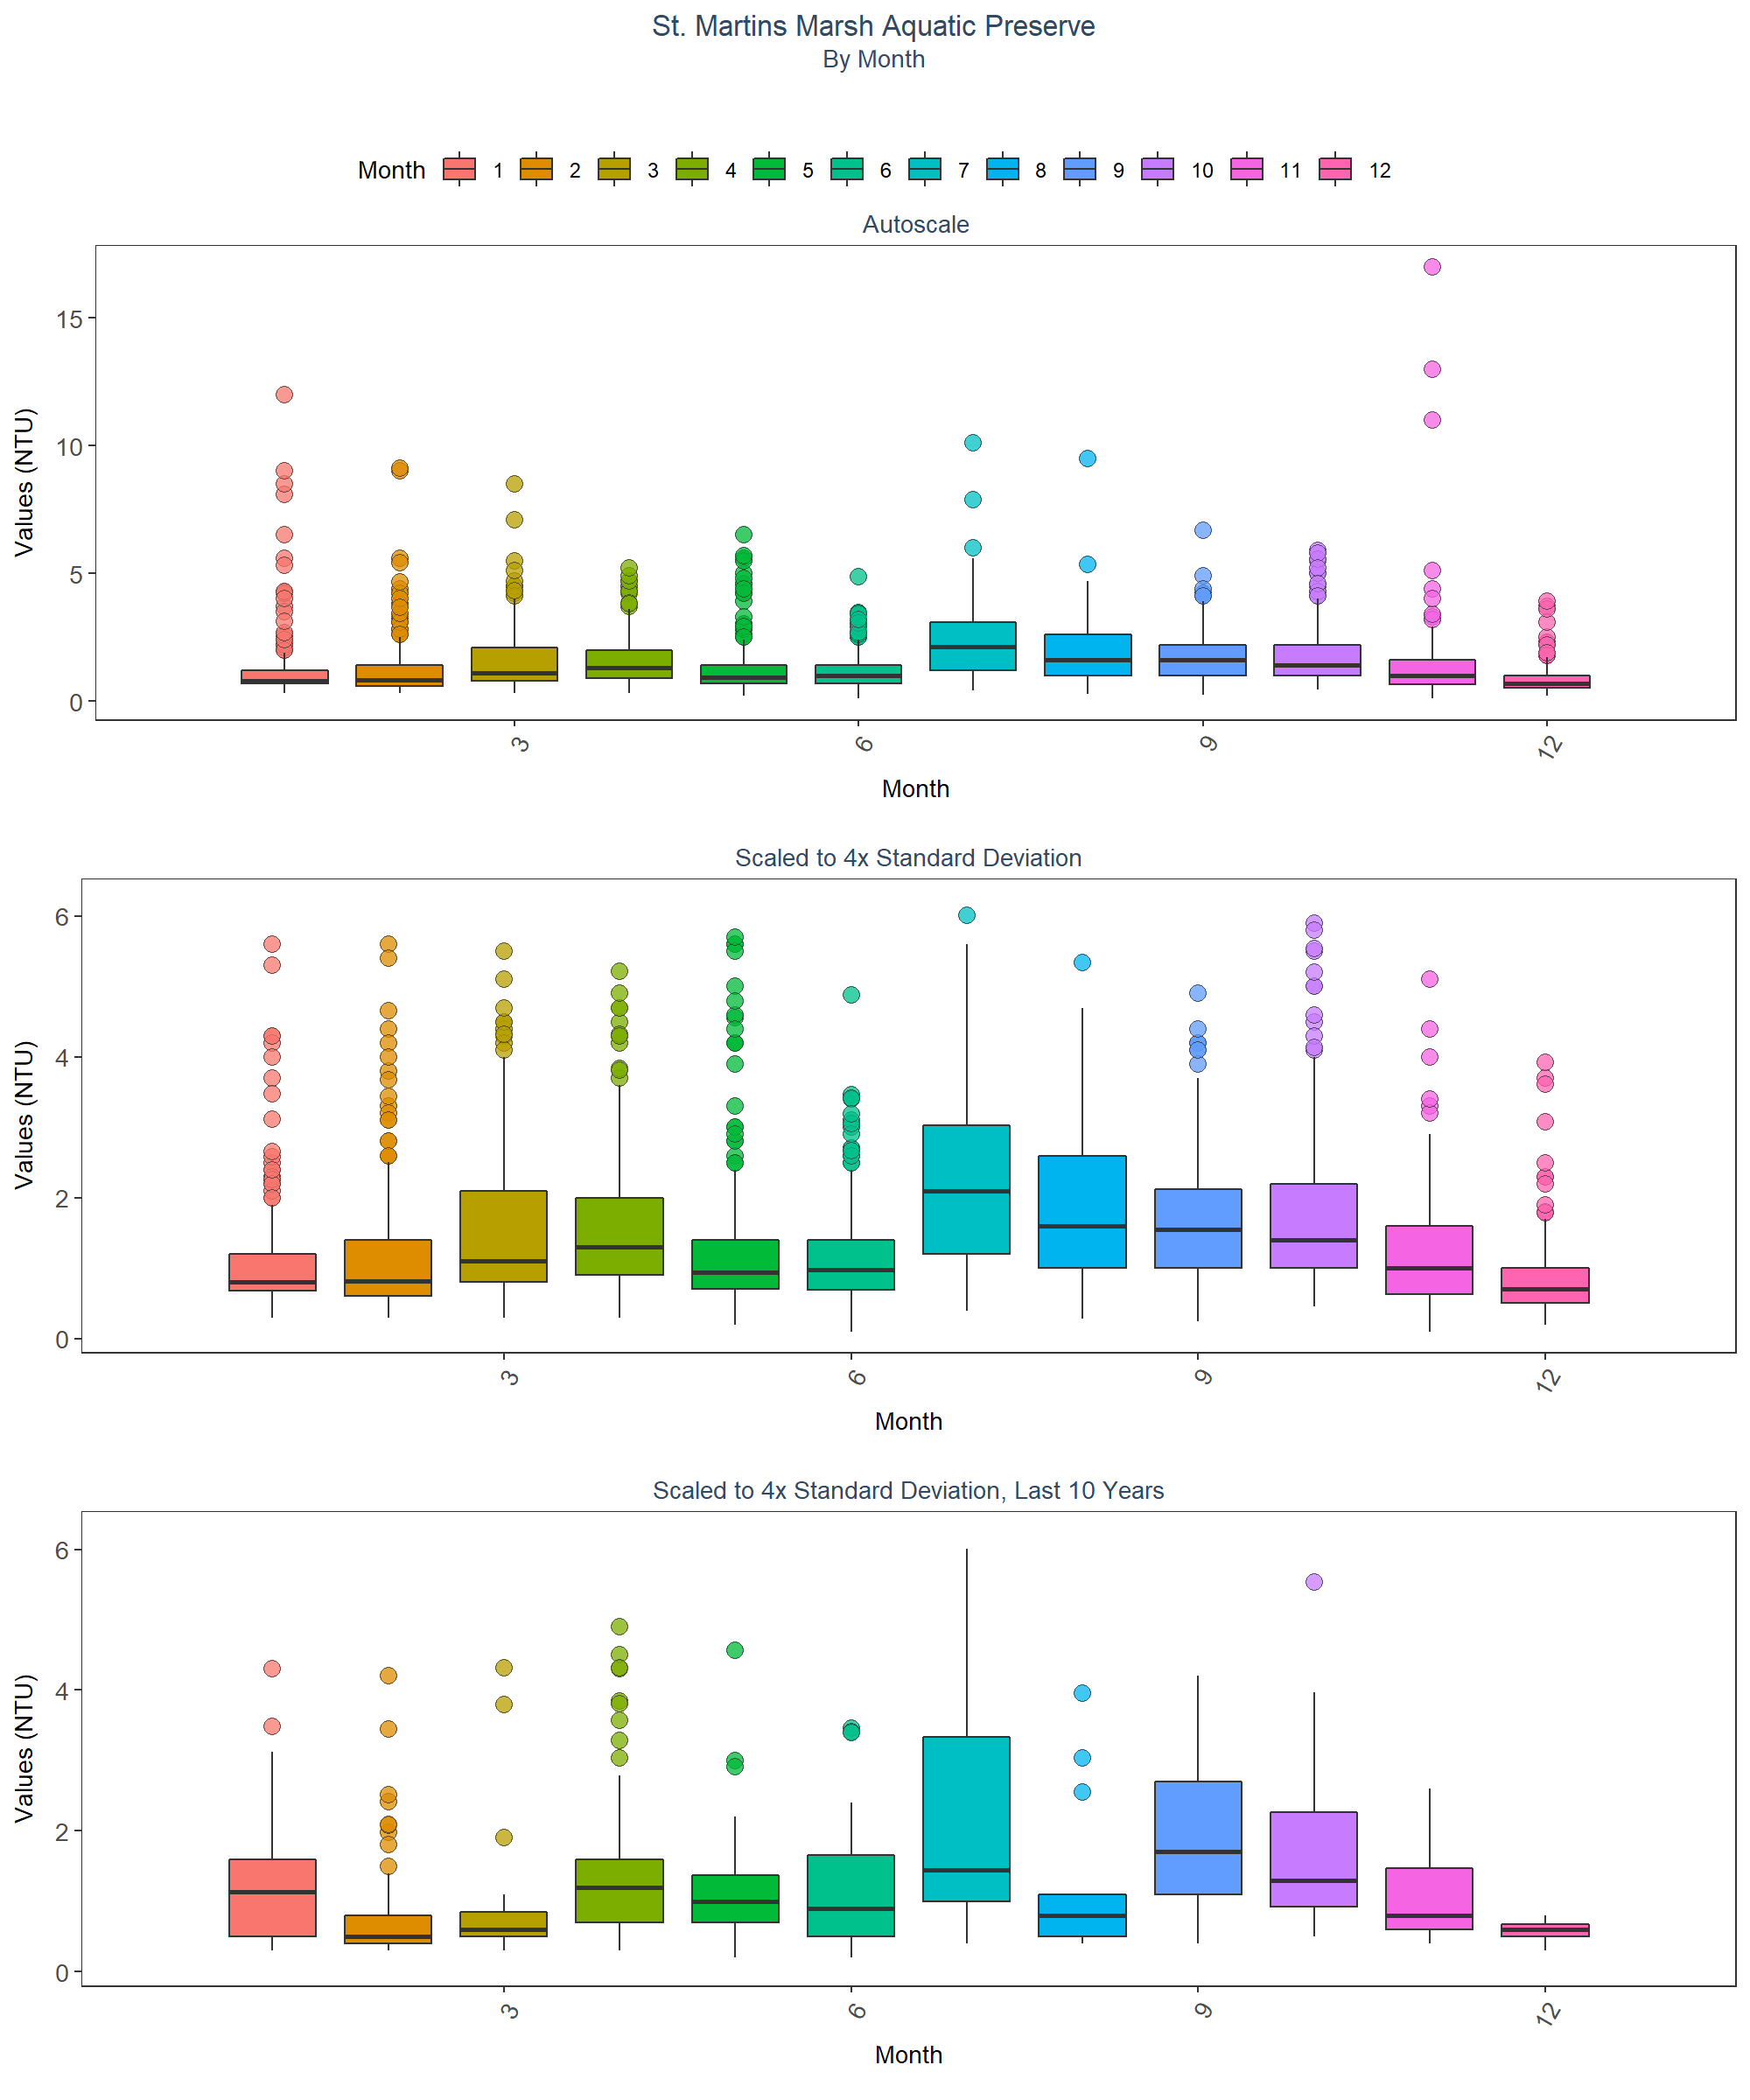 St. Martins Marsh Aquatic Preserve
By Month
Month 1 2 3 4 5 6 7 8 9 10 11 12
Autoscale
Values (NTU)
15
10
5
0
3 6 9 12
Month
Scaled to 4x Standard Deviation
Values (NTU)
6
4
2
0
3 6 9 12
Month
Scaled to 4x Standard Deviation, Last 10 Years
Values (NTU)
6
4
2
0
3 6 9 12
Month